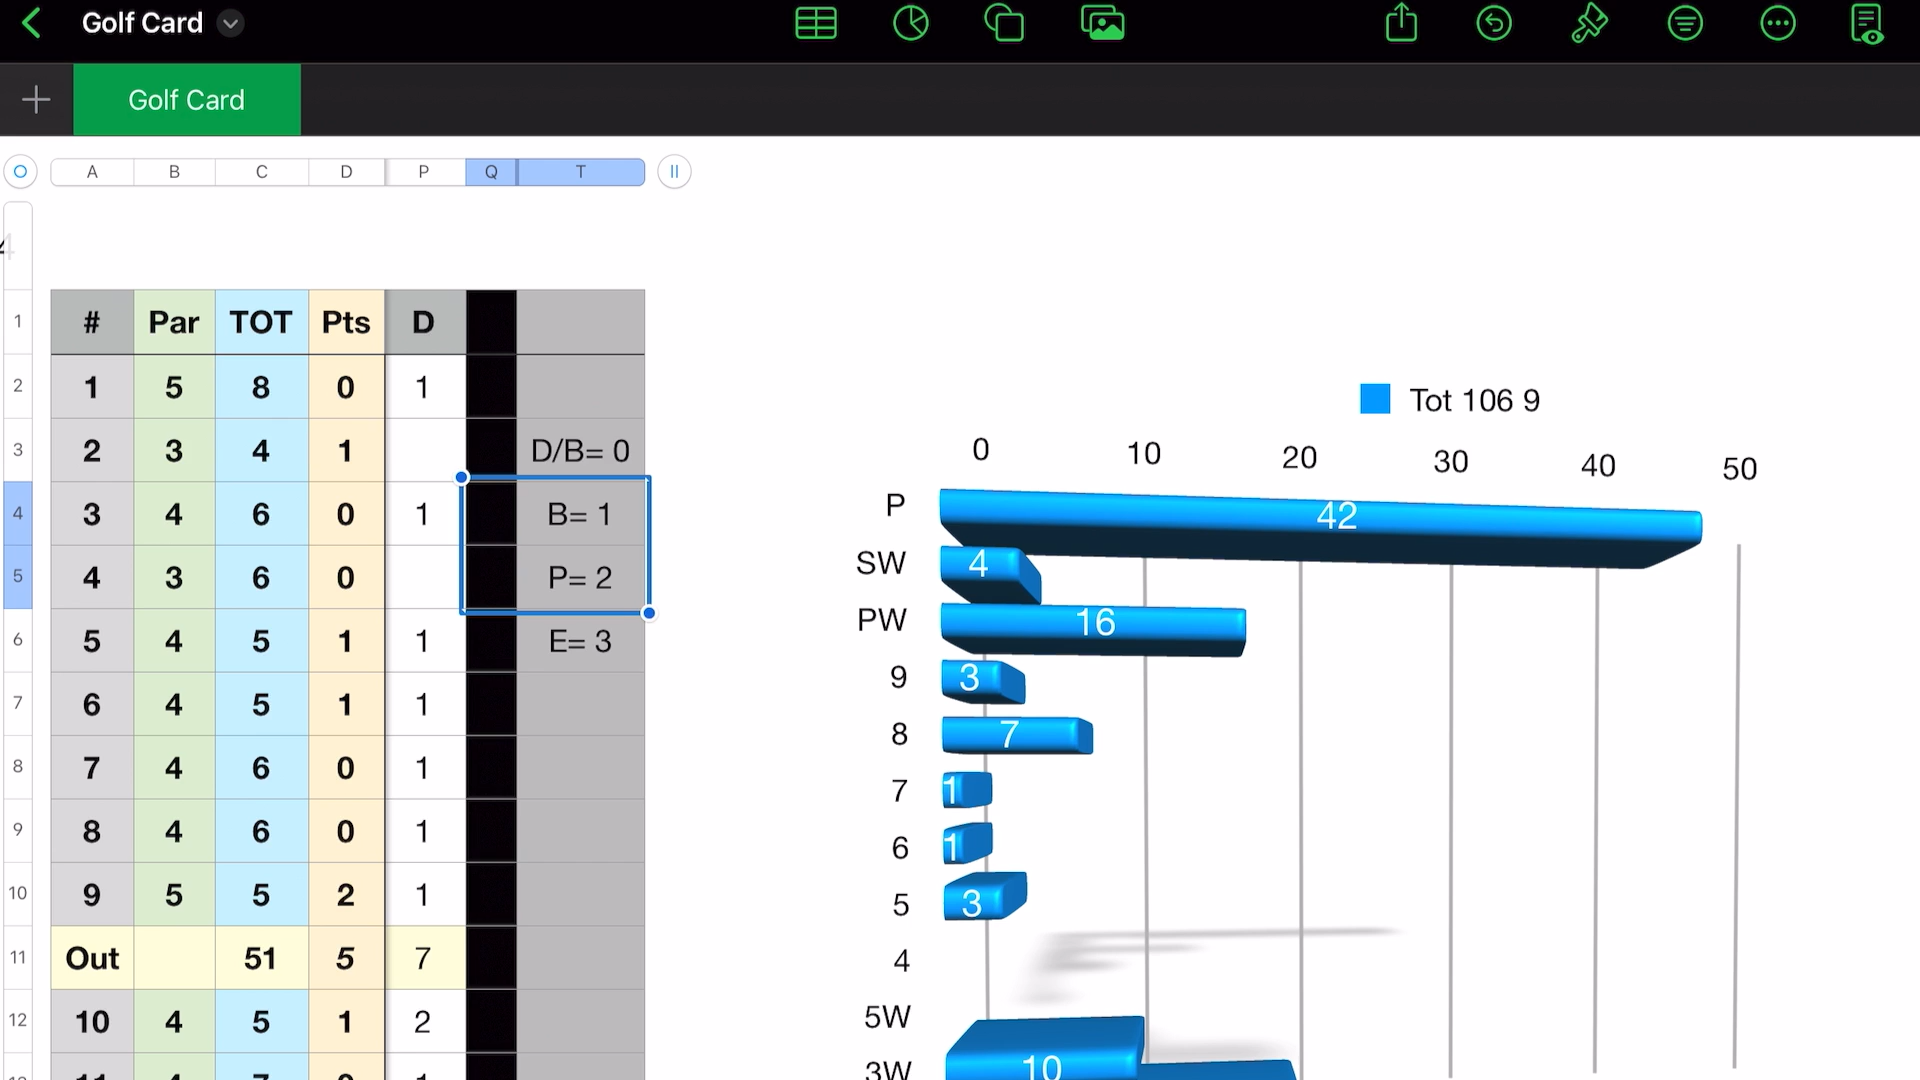 Golf Card
Golf Card
A B C D P Q T
1 # Par TOT Pts D
2 1 5 8 0 1
3 2 3 4 1 D/B= 0
4 3 4 6 0 1 B= 1
5 4 3 6 0 P= 2
6 5 4 5 1 1 E= 3
7 6 4 5 1 1
8 7 4 6 0 1
9 8 4 6 0 1
10 9 5 5 2 1
11 Out 51 5 7
12 10 4 5 1 2
Tot 106 9
0 10 20 30 40 50
P 42
SW 4
PW 16
9 3
8 7
7 1
6 1
5 3
4
5W 10
3W